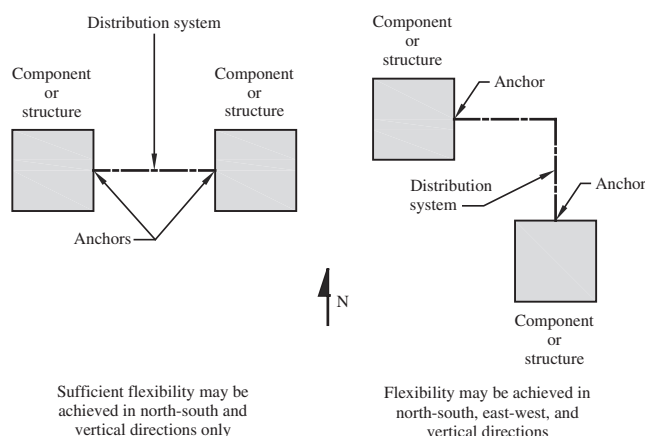 Distribution system
Component
or
structure
Component
or
structure
Anchors
Component
or
structure
Anchor
Distribution
system
Anchor
Component
or
structure
N
Sufficient flexibility may be
achieved in north-south and
vertical directions only
Flexibility may be achieved in
north-south, east-west, and
vertical directions